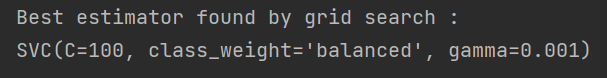 Best estimator found by grid search :
SVC(C=100, class_weight='balanced', gamma=0.001)